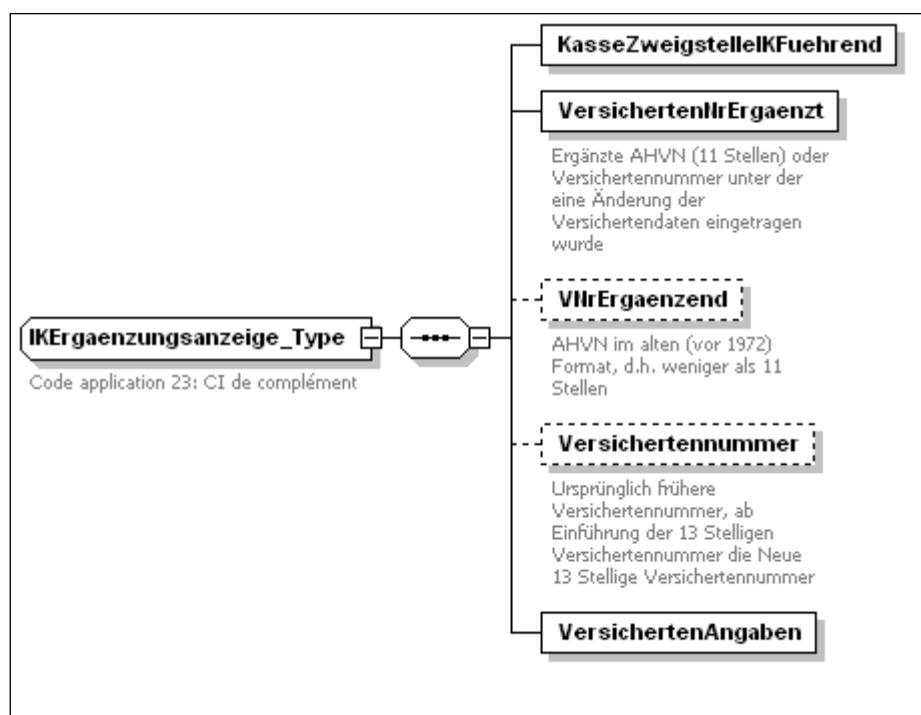 KasseZweigstelleIKFuehrend
VersichertenNrErgaenzt
Ergänzte AHVN (11 Stellen) oder
Versichertennummer unter der
eine Änderung der
Versichertendaten eingetragen
wurde
VNrErgaenzend
AHVN im alten (vor 1972)
Format, d.h. weniger als 11
Stellen
IKErgaenzungsanzeige_Type
Code application 23: CI de complément
Versichertennummer
Ursprünglich frühere
Versichertennummer, ab
Einführung der 13 Stelligen
Versichertennummer die Neue
13 Stellige Versichertennummer
VersichertenAngaben